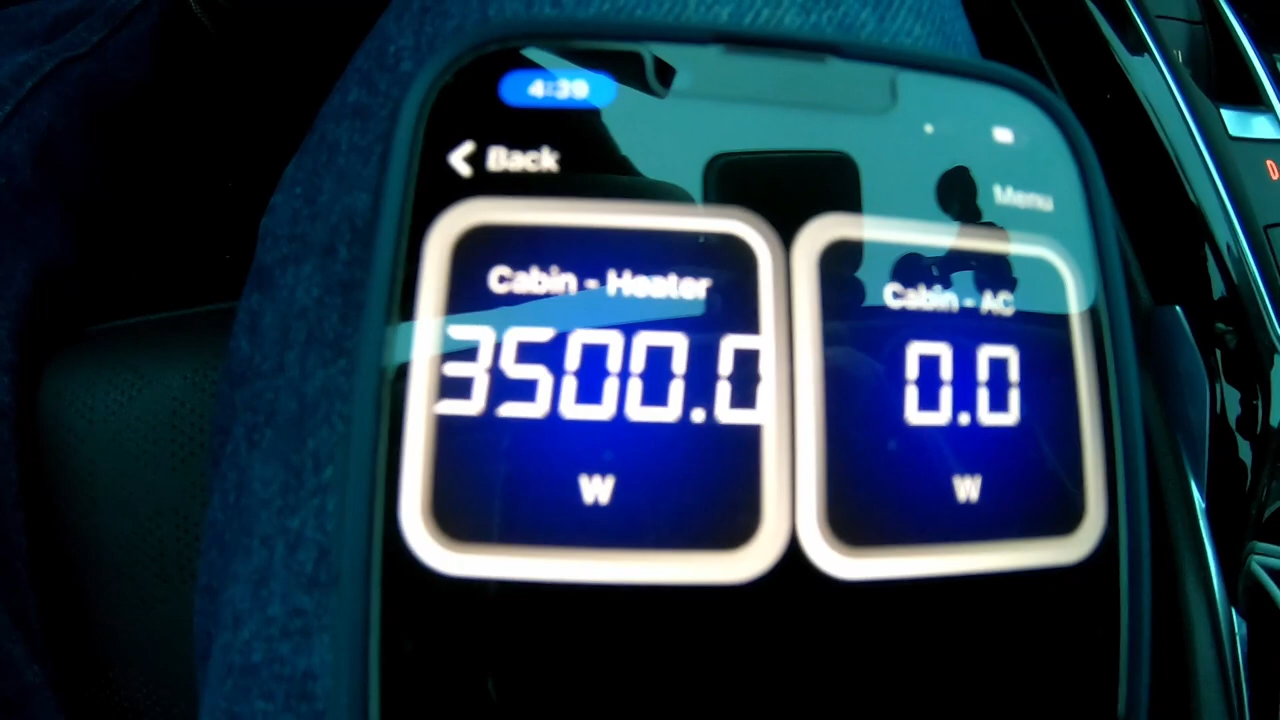 4:39
Back
Menu
Cabin - Heater
3500.0
W
Cabin - AC
0.0
W
D